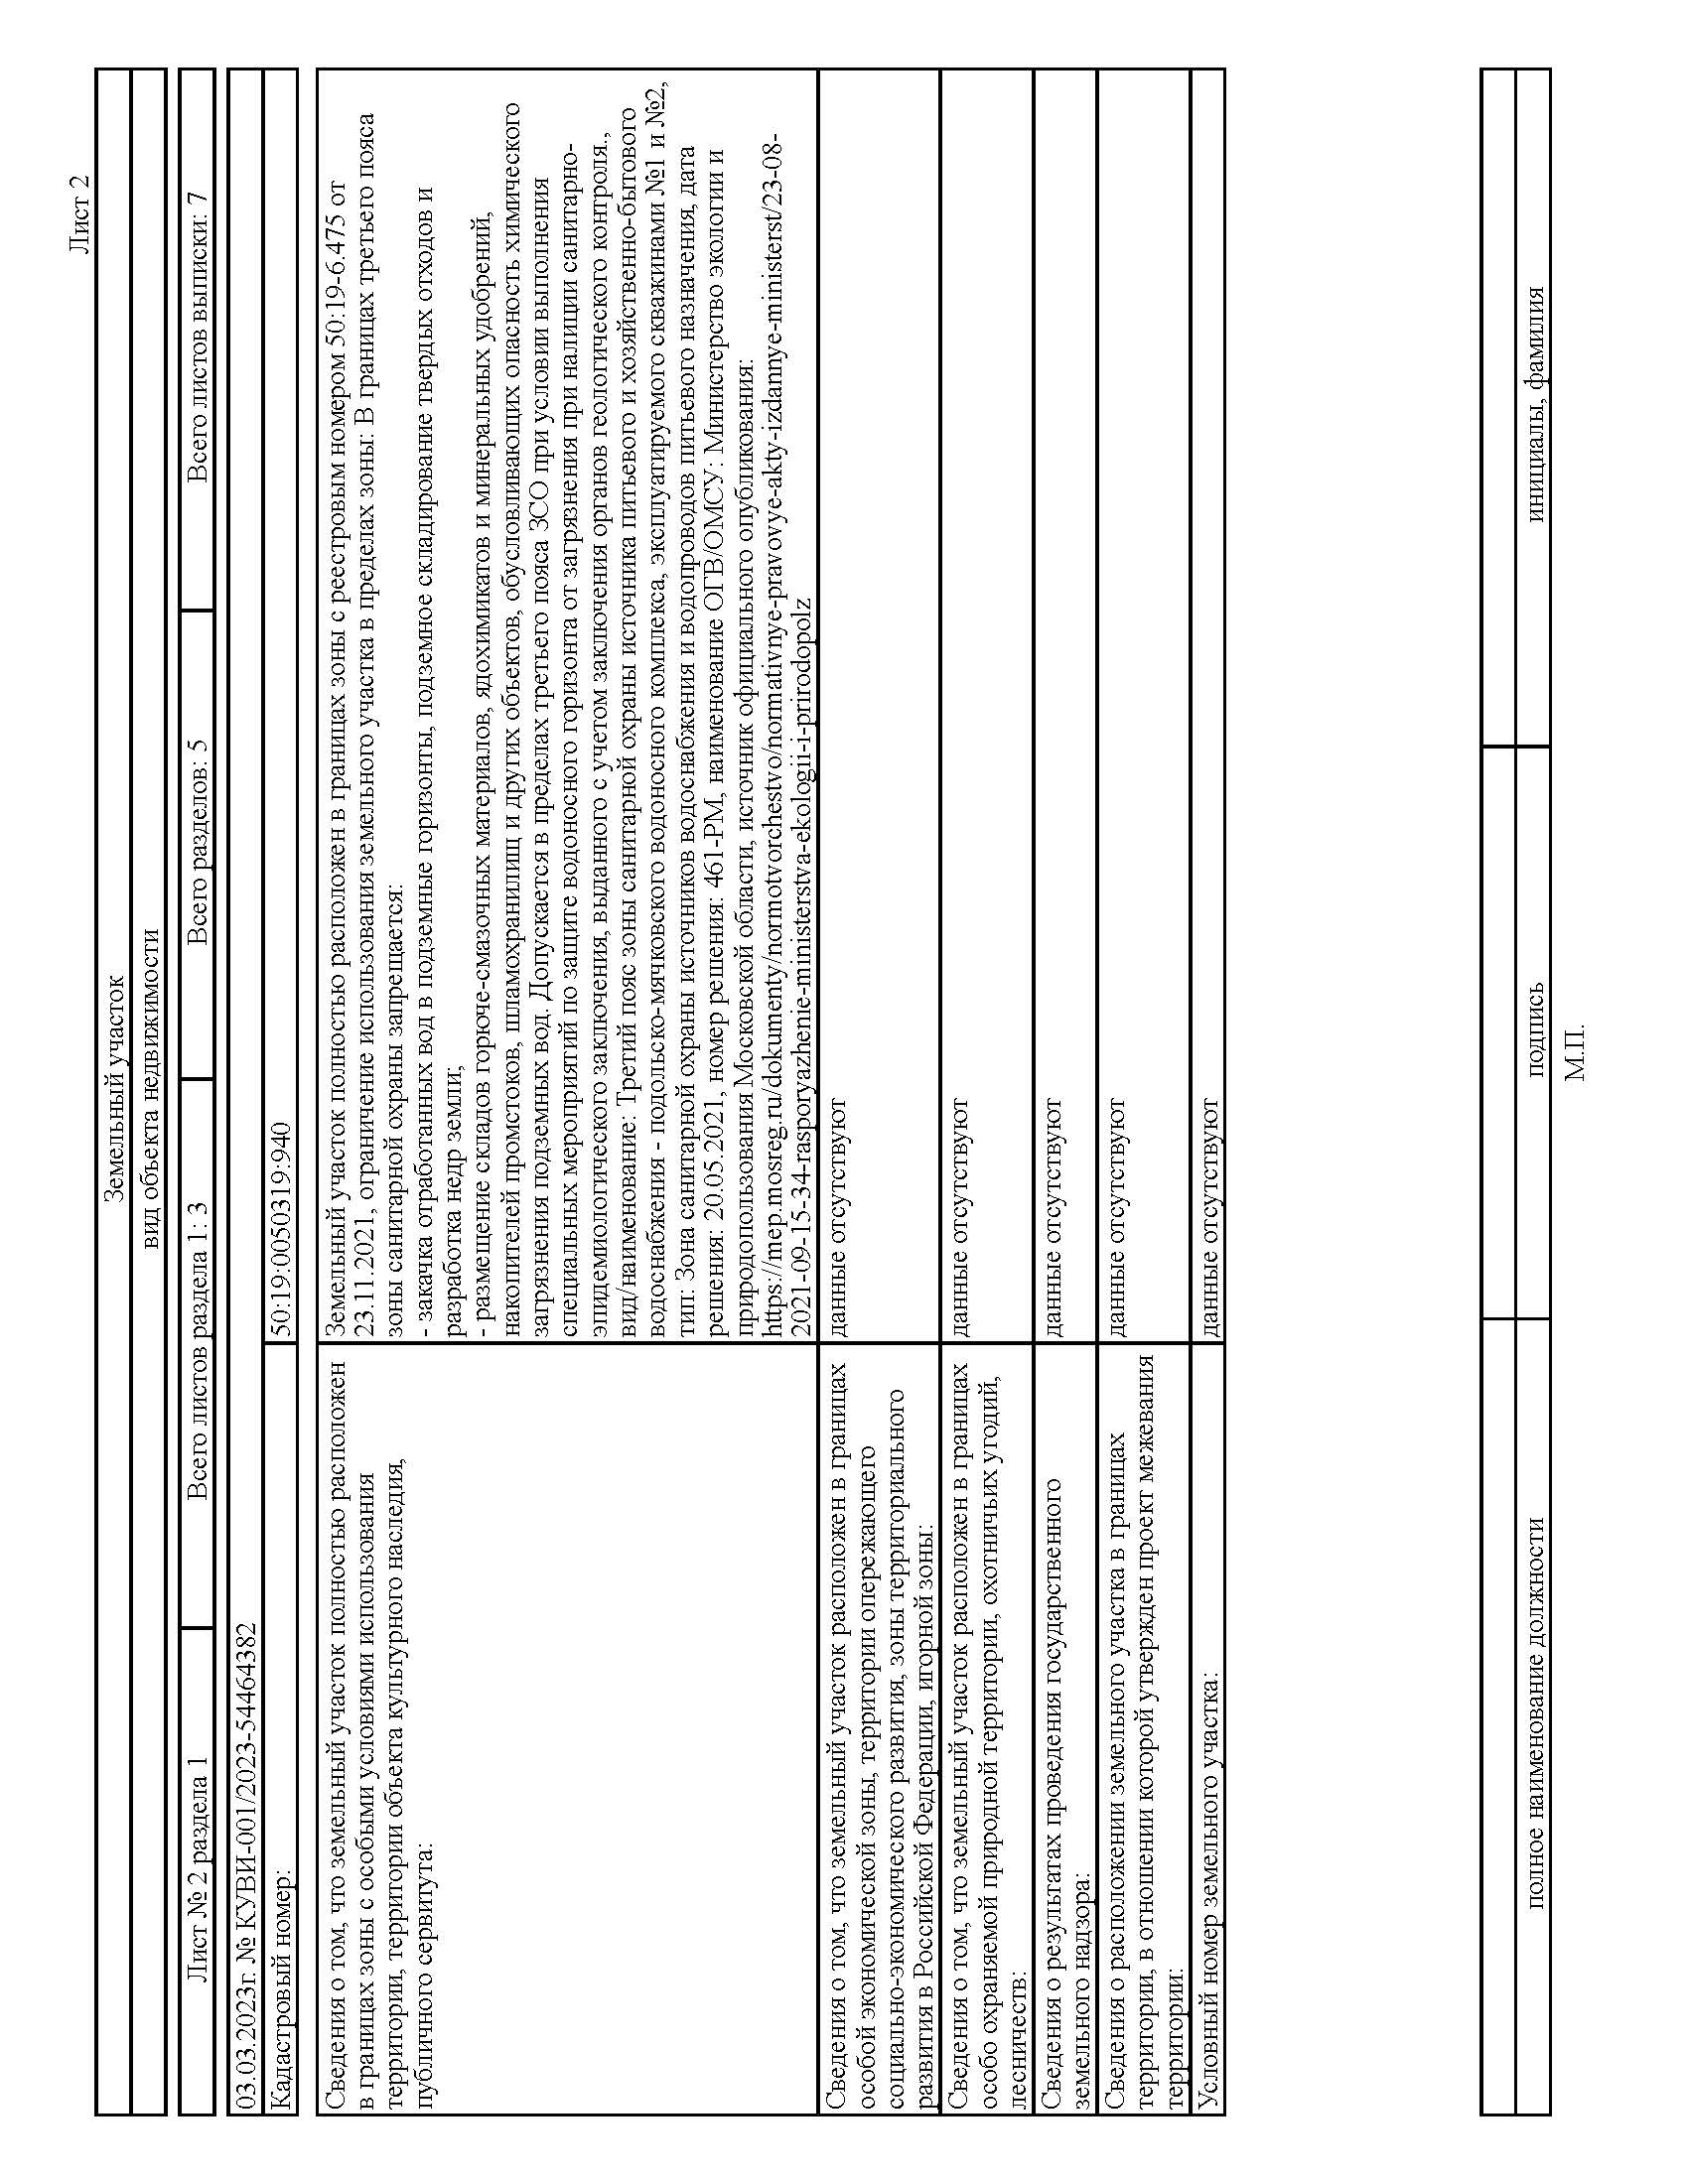 Лист 2
Земельный участок
вид объекта недвижимости
Лист № 2 раздела 1
Всего листов раздела 1: 3
Всего разделов: 5
Всего листов выписки: 7
03.03.2023г. № КУВИ-001/2023-54464382
Кадастровый номер:
50:19:0050319:940
Сведения о том, что земельный участок полностью расположен
в границах зоны с особыми условиями использования
территории, территории объекта культурного наследия,
публичного сервитута:
Земельный участок полностью расположен в границах зоны с реестровым номером 50:19-6.475 от
23.11.2021, ограничение использования земельного участка в пределах зоны: В границах третьего пояса
зоны санитарной охраны запрещается:
- закачка отработанных вод в подземные горизонты, подземное складирование твердых отходов и
разработка недр земли;
- размещение складов горюче-смазочных материалов, ядохимикатов и минеральных удобрений,
накопителей промстоков, шламохранилищ и других объектов, обусловливающих опасность химического
загрязнения подземных вод. Допускается в пределах третьего пояса ЗСО при условии выполнения
специальных мероприятий по защите водоносного горизонта от загрязнения при налиции санитарно-
эпидемиологического заключения, выданного с учетом заключения органов геологического контроля.,
вид/наименование: Третий пояс зоны санитарной охраны источника питьевого и хозяйственно-бытового
водоснабжения - подольско-мячковского водоносного комплекса, эксплуатируемого скважинами №1 и №2,
тип: Зона санитарной охраны источников водоснабжения и водопроводов питьевого назначения, дата
решения: 20.05.2021, номер решения: 461-РМ, наименование ОГВ/ОМСУ: Министерство экологии и
природопользования Московской области, источник официального опубликования:
https://mep.mosreg.ru/dokumenty/normotvorchestvo/normativnye-pravovye-akty-izdannye-ministerst/23-08-
2021-09-15-34-rasporyazhenie-ministerstva-ekologii-i-prirodopolz
Сведения о том, что земельный участок расположен в границах
особой экономической зоны, территории опережающего
социально-экономического развития, зоны территориального
развития в Российской Федерации, игорной зоны:
данные отсутствуют
Сведения о том, что земельный участок расположен в границах
особо охраняемой природной территории, охотничьих угодий,
лесничеств:
данные отсутствуют
Сведения о результатах проведения государственного
земельного надзора:
данные отсутствуют
Сведения о расположении земельного участка в границах
территории, в отношении которой утвержден проект межевания
территории:
данные отсутствуют
Условный номер земельного участка:
данные отсутствуют
полное наименование должности
подпись
инициалы, фамилия
М.П.